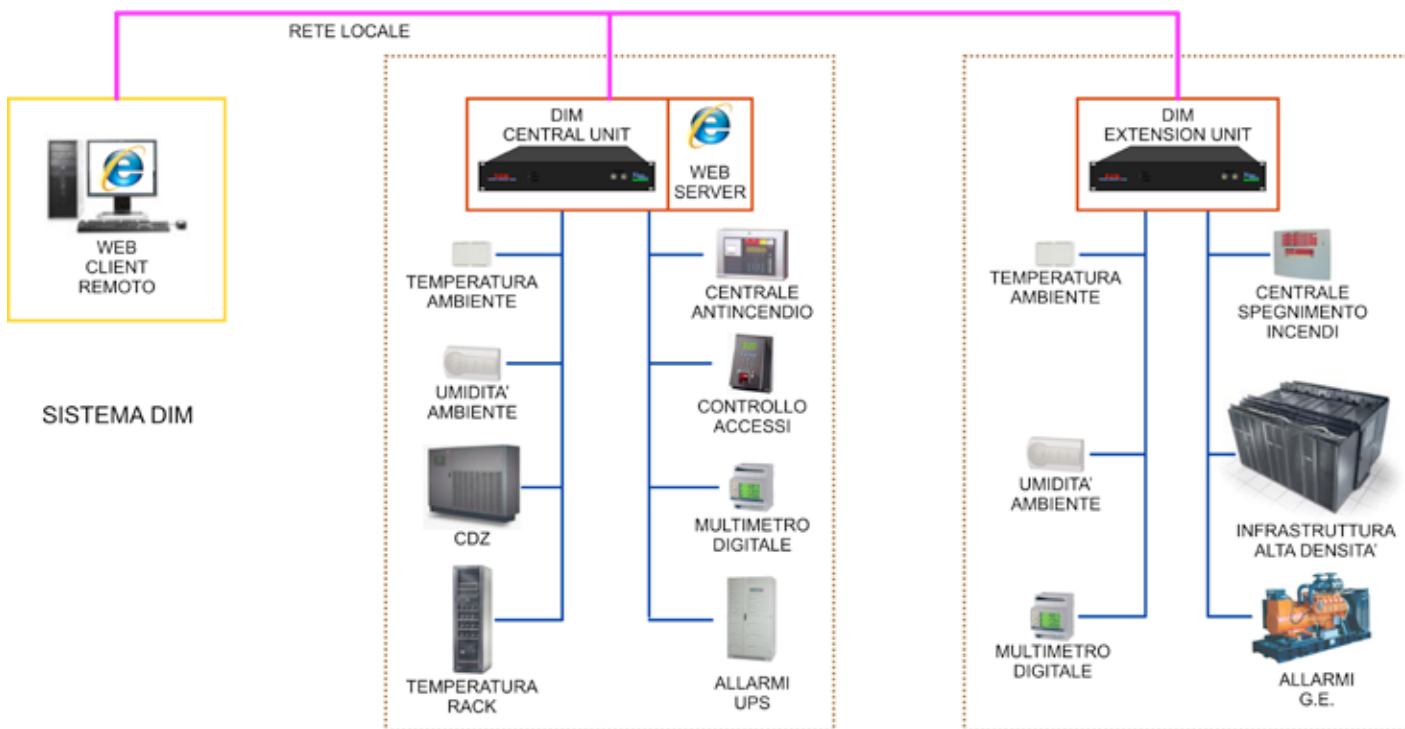 RETE LOCALE
WEB
CLIENT
REMOTO
SISTEMA DIM
DIM
CENTRAL UNIT
WEB
SERVER
TEMPERATURA
AMBIENTE
UMIDITA'
AMBIENTE
CDZ
TEMPERATURA
RACK
CENTRALE
ANTINCENDIO
CONTROLLO
ACCESSI
MULTIMETRO
DIGITALE
ALLARMI
UPS
DIM
EXTENSION UNIT
TEMPERATURA
AMBIENTE
UMIDITA'
AMBIENTE
MULTIMETRO
DIGITALE
CENTRALE
SPEGNIMENTO
INCENDI
INFRASTRUTTURA
ALTA DENSITA'
ALLARMI
G.E.